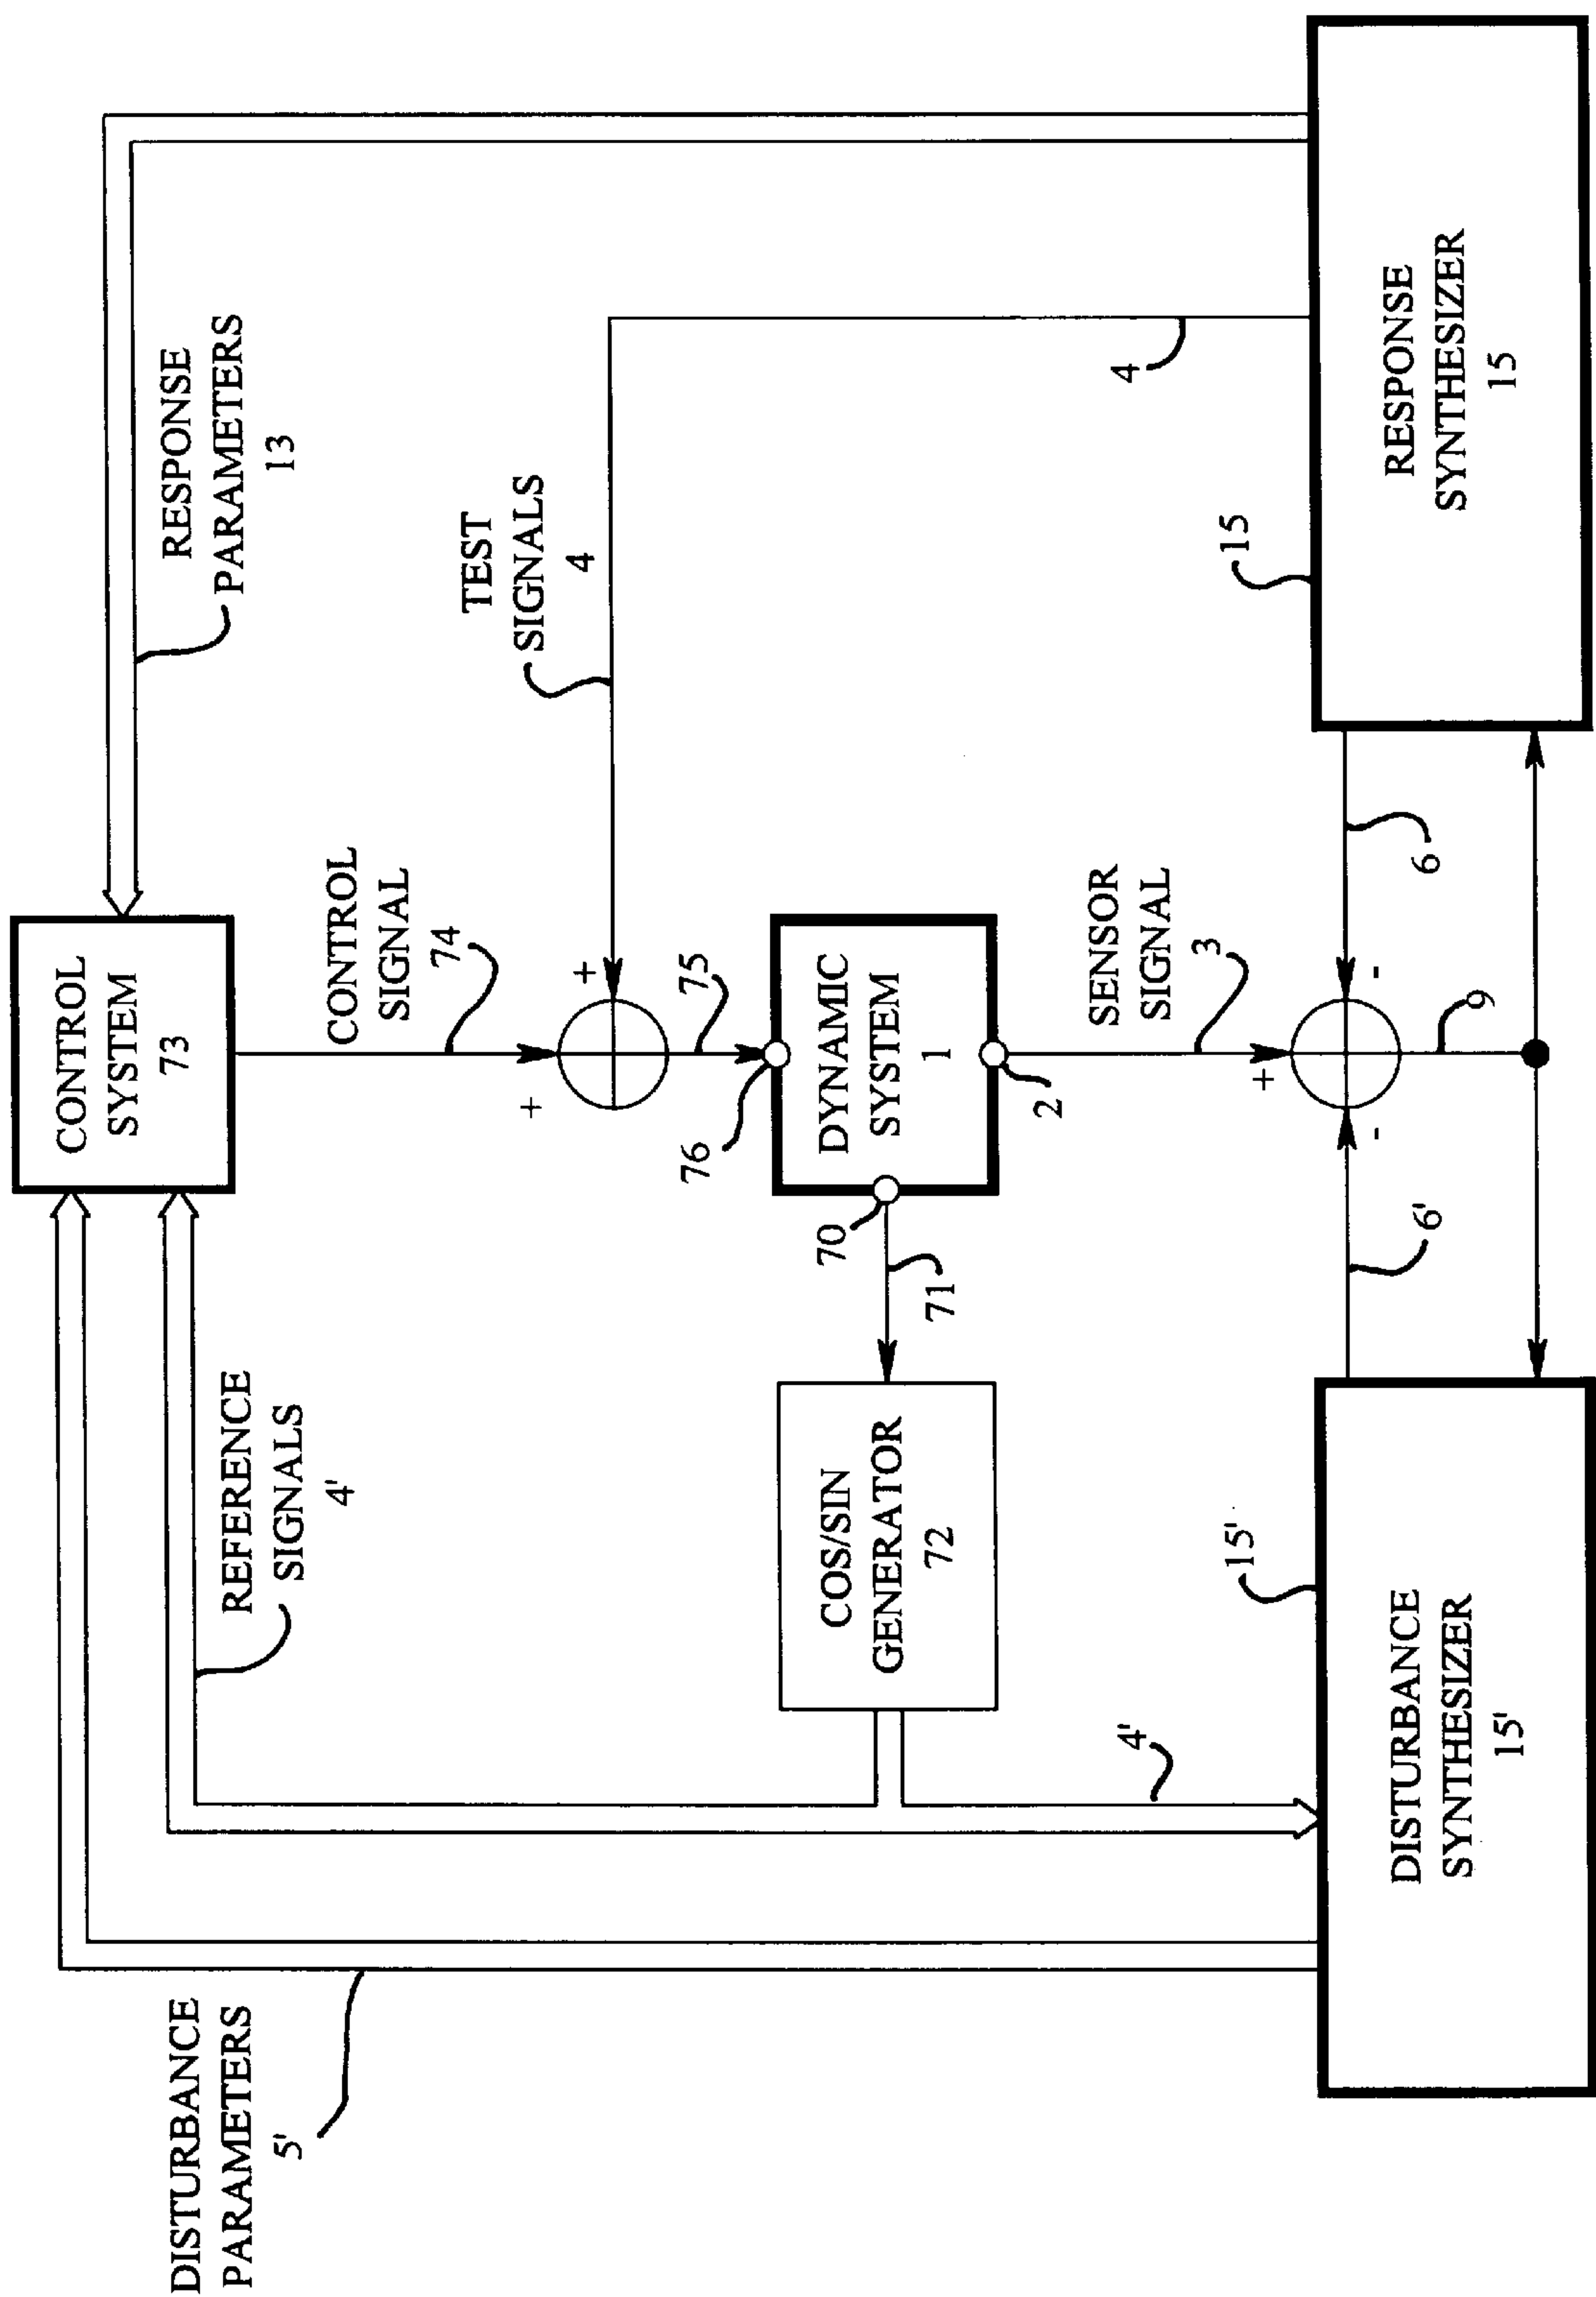 DISTURBANCE
PARAMETERS
5'
REFERENCE
SIGNALS
4'
CONTROL
SYSTEM
73
RESPONSE
PARAMETERS
13
CONTROL
SIGNAL
74
TEST
SIGNALS
4
+
+
75
76
COS/SIN
GENERATOR
72
70
71
DYNAMIC
SYSTEM
1
2
SENSOR
SIGNAL
3
4'
4
15'
15
+
-
-
6'
6
9
DISTURBANCE
SYNTHESIZER
15'
RESPONSE
SYNTHESIZER
15